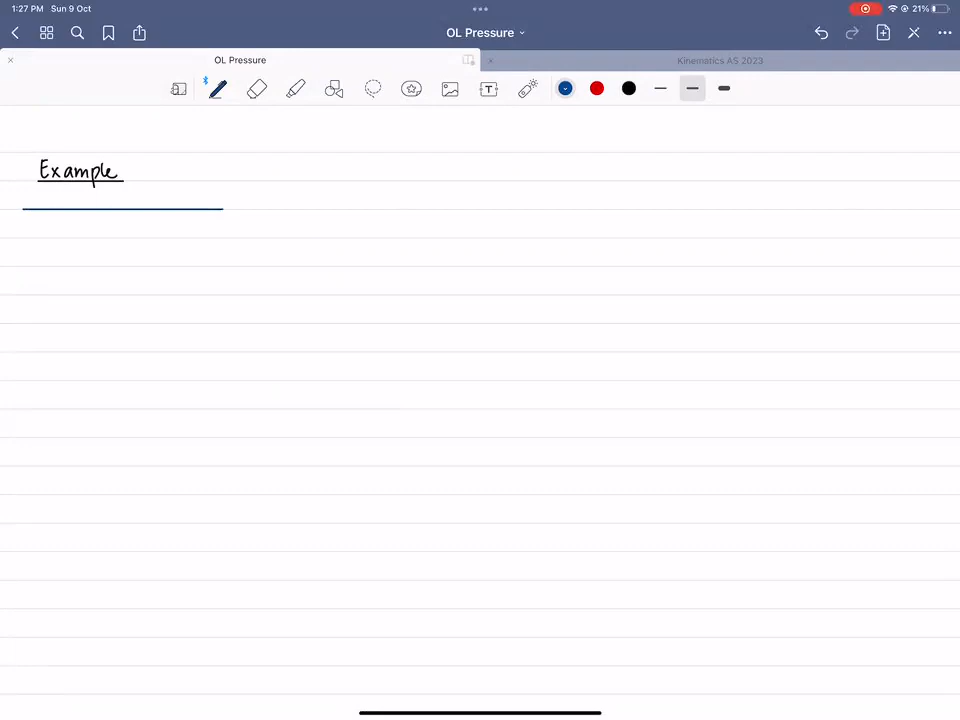 1:27 PM Sun 9 Oct
21%
OL Pressure
OL Pressure
Kinematics AS 2023
T
Example